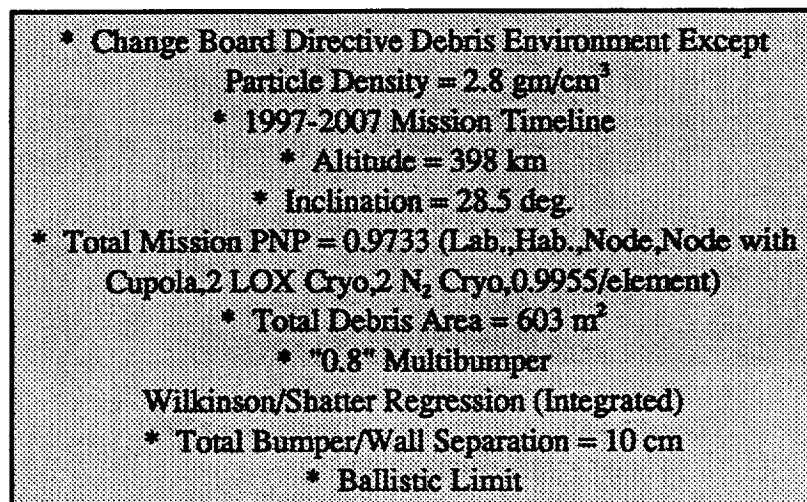 * Change Board Directive Debris Environment Except
Particle Density = 2.8 gm/cm³
* 1997-2007 Mission Timeline
* Altitude = 398 km
* Inclination = 28.5 deg.
* Total Mission PNP = 0.9733 (Lab.,Hab.,Node,Node with
Cupola,2 LOX Cryo,2 N₂ Cryo,0.9955/element)
* Total Debris Area = 603 m²
* "0.8" Multibumper
Wilkinson/Shatter Regression (Integrated)
* Total Bumper/Wall Separation = 10 cm
* Ballistic Limit